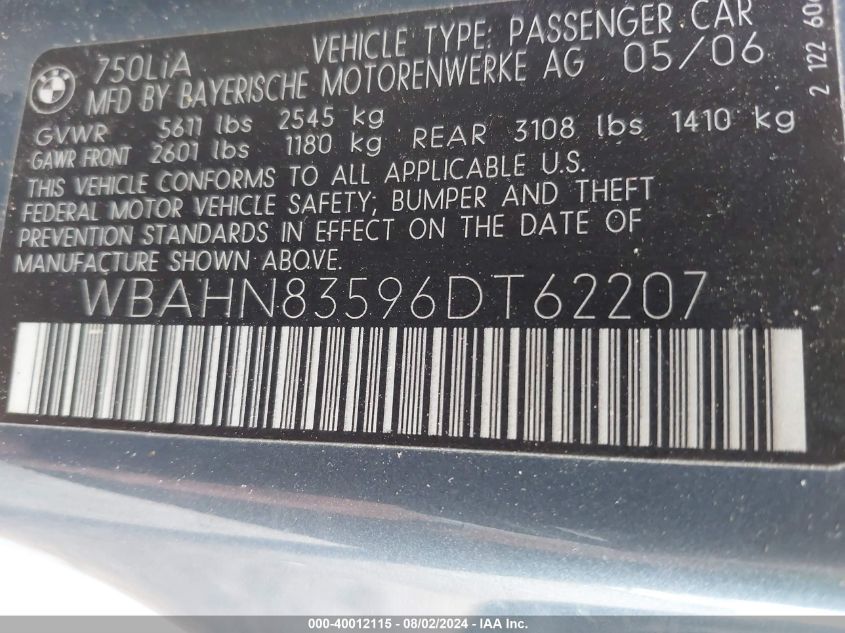 750LiA VEHICLE TYPE: PASSENGER CAR
MFD BY BAYERISCHE MOTORENWERKE AG 05/06
GVWR 5611 lbs 2545 kg
GAWR FRONT 2601 lbs 1180 kg REAR 3108 lbs 1410 kg
THIS VEHICLE CONFORMS TO ALL APPLICABLE U.S.
FEDERAL MOTOR VEHICLE SAFETY; BUMPER AND THEFT
PREVENTION STANDARDS IN EFFECT ON THE DATE OF
MANUFACTURE SHOWN ABOVE.
WBAHN83596DT62207
2 122
BMW
000-40012115 - 08/02/2024 - IAA Inc.